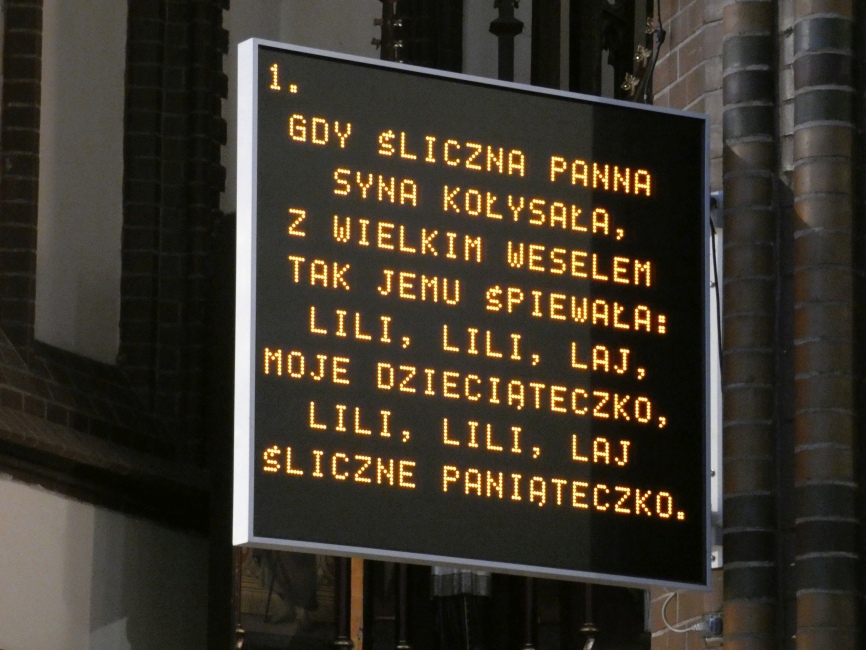 1.
GDY ŚLICZNA PANNA
SYNA KOŁYSAŁA,
Z WIELKIM WESELEM
TAK JEMU ŚPIEWAŁA:
LILI, LILI, LAJ,
MOJE DZIECIĄTECZKO,
LILI, LILI, LAJ
ŚLICZNE PANIĄTECZKO.